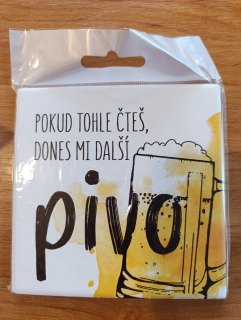 POKUD TOHLE ČTEŠ,
DONES MI DALŠÍ
pivo